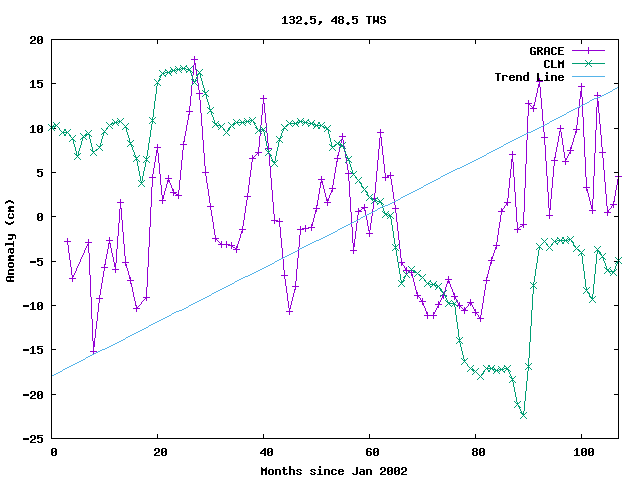 132.5, 48.5 TWS
GRACE
CLM
Trend Line
20
15
10
5
0
-5
-10
-15
-20
-25
Anomaly (cm)
0 20 40 60 80 100
Months since Jan 2002